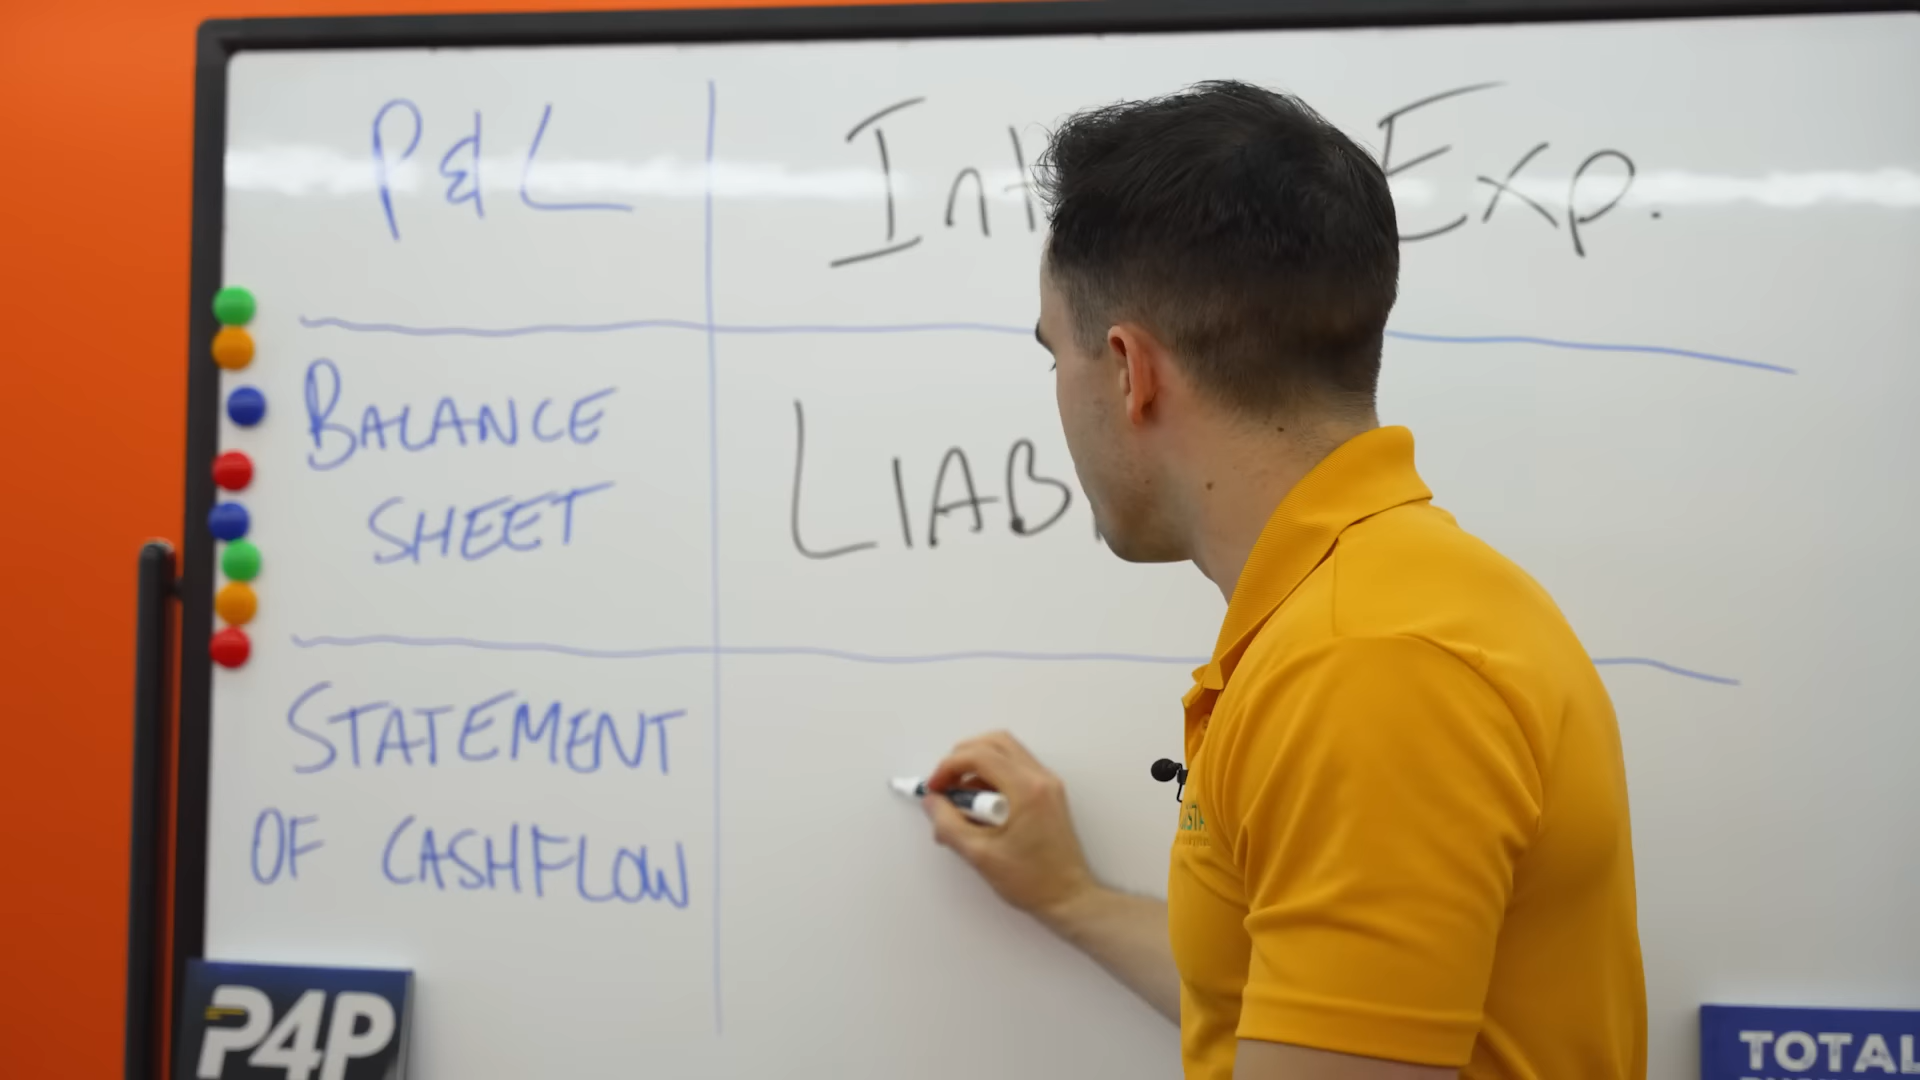 P & L
Int Exp.
BALANCE
SHEET
LIAB
STATEMENT
OF CASHFLOW
P4P
TOTAL